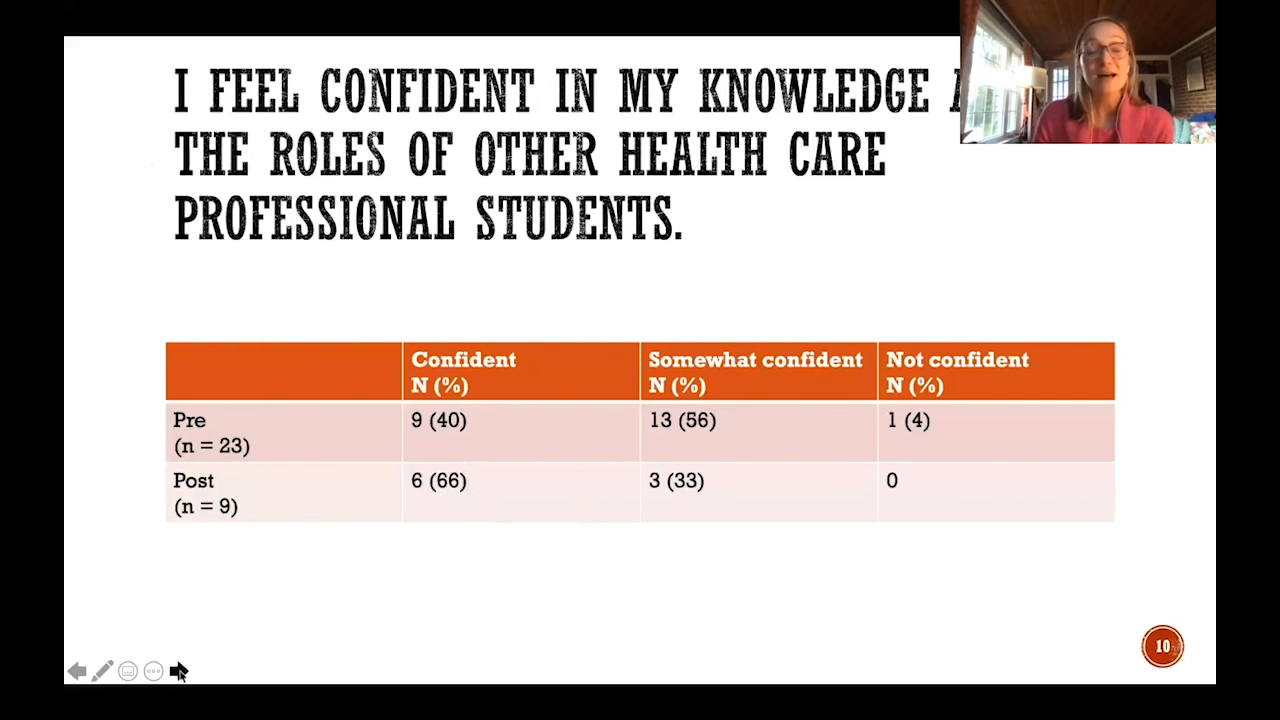 I FEEL CONFIDENT IN MY KNOWLEDGE
THE ROLES OF OTHER HEALTH CARE
PROFESSIONAL STUDENTS.
Confident Somewhat confident Not confident
N (%) N (%) N (%)
Pre 9 (40) 13 (56) 1 (4)
(n = 23)
Post 6 (66) 3 (33) 0
(n = 9)
10